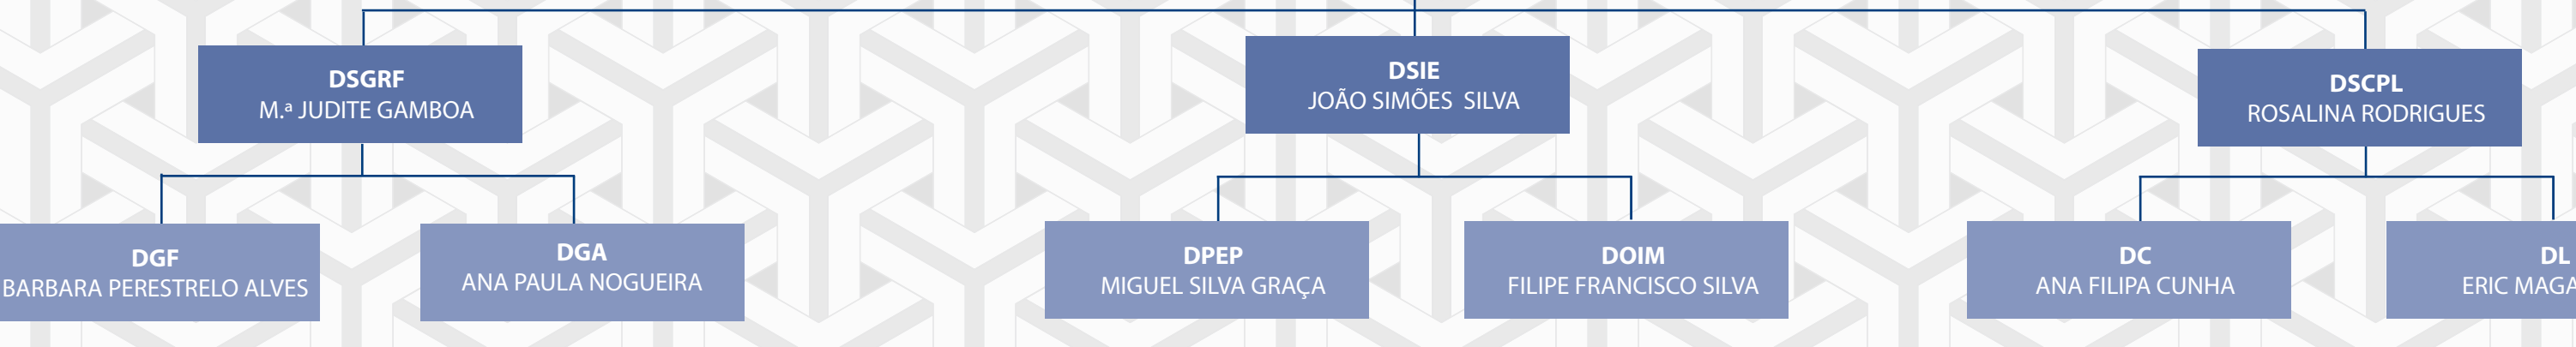 DSGRF
M.ª JUDITE GAMBOA
DSIE
JOÃO SIMÕES SILVA
DSCPL
ROSALINA RODRIGUES
DGF
BARBARA PERESTRELO ALVES
DGA
ANA PAULA NOGUEIRA
DPEP
MIGUEL SILVA GRAÇA
DOIM
FILIPE FRANCISCO SILVA
DC
ANA FILIPA CUNHA
DL
ERIC